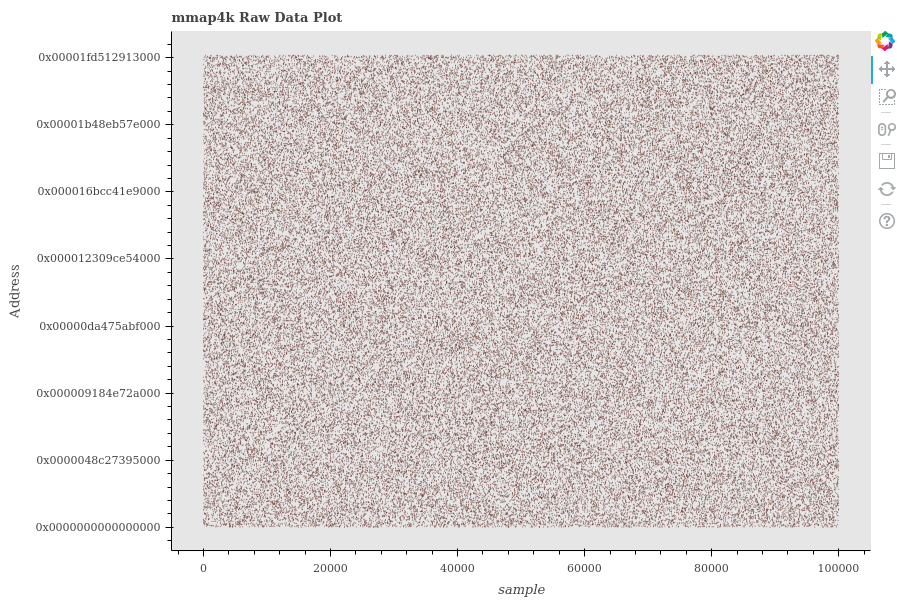 mmap4k Raw Data Plot
0x00001fd512913000
0x00001b48eb57e000
0x000016bcc41e9000
0x000012309ce54000
0x00000da475abf000
0x000009184e72a000
0x0000048c27395000
0x0000000000000000
Address
0
20000
40000
60000
80000
100000
sample